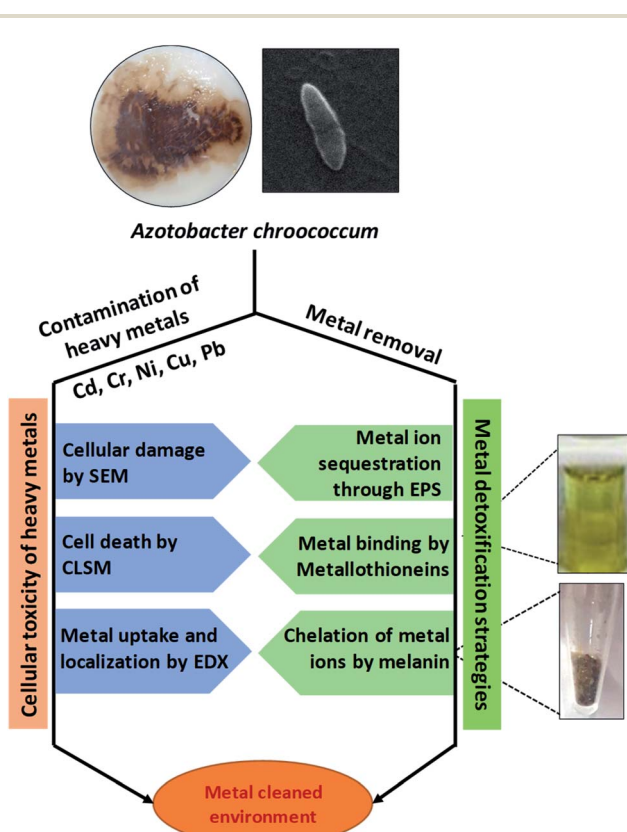 Azotobacter chroococcum
Contamination of
heavy metals
Metal removal
Cd, Cr, Ni, Cu, Pb
Cellular toxicity of heavy metals
Cellular damage
by SEM
Metal ion
sequestration
through EPS
Cell death by
CLSM
Metal binding by
Metallothioneins
Metal uptake and
localization by EDX
Chelation of metal
ions by melanin
Metal detoxification strategies
Metal cleaned
environment